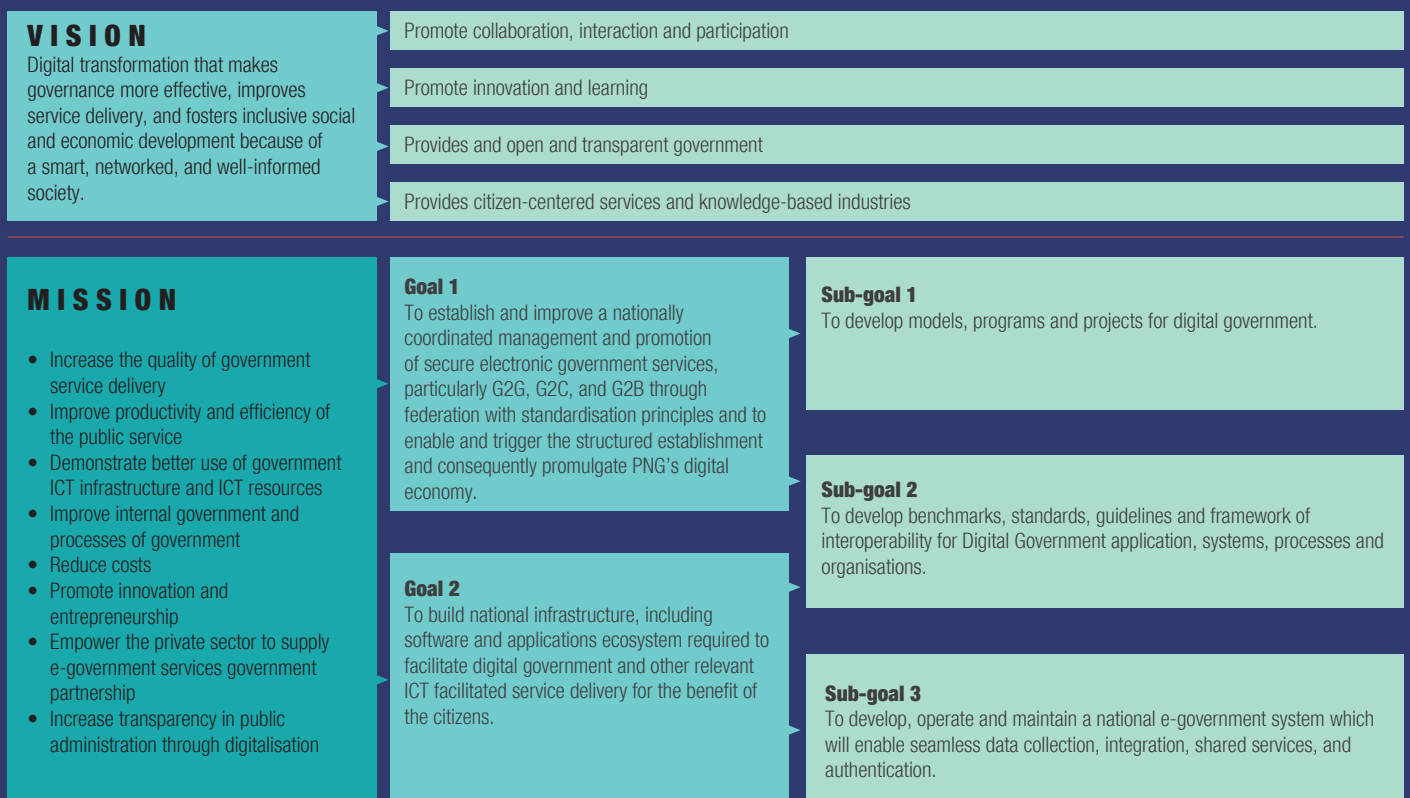 VISION
Digital transformation that makes
governance more effective, improves
service delivery, and fosters inclusive social
and economic development because of
a smart, networked, and well-informed
society.
Promote collaboration, interaction and participation
Promote innovation and learning
Provides and open and transparent government
Provides citizen-centered services and knowledge-based industries
MISSION
• Increase the quality of government
service delivery
• Improve productivity and efficiency of
the public service
• Demonstrate better use of government
ICT infrastructure and ICT resources
• Improve internal government and
processes of government
• Reduce costs
• Promote innovation and
entrepreneurship
• Empower the private sector to supply
e-government services government
partnership
• Increase transparency in public
administration through digitalisation
Goal 1
To establish and improve a nationally
coordinated management and promotion
of secure electronic government services,
particularly G2G, G2C, and G2B through
federation with standardisation principles and to
enable and trigger the structured establishment
and consequently promulgate PNG's digital
economy.
Goal 2
To build national infrastructure, including
software and applications ecosystem required to
facilitate digital government and other relevant
ICT facilitated service delivery for the benefit of
the citizens.
Sub-goal 1
To develop models, programs and projects for digital government.
Sub-goal 2
To develop benchmarks, standards, guidelines and framework of
interoperability for Digital Government application, systems, processes and
organisations.
Sub-goal 3
To develop, operate and maintain a national e-government system which
will enable seamless data collection, integration, shared services, and
authentication.